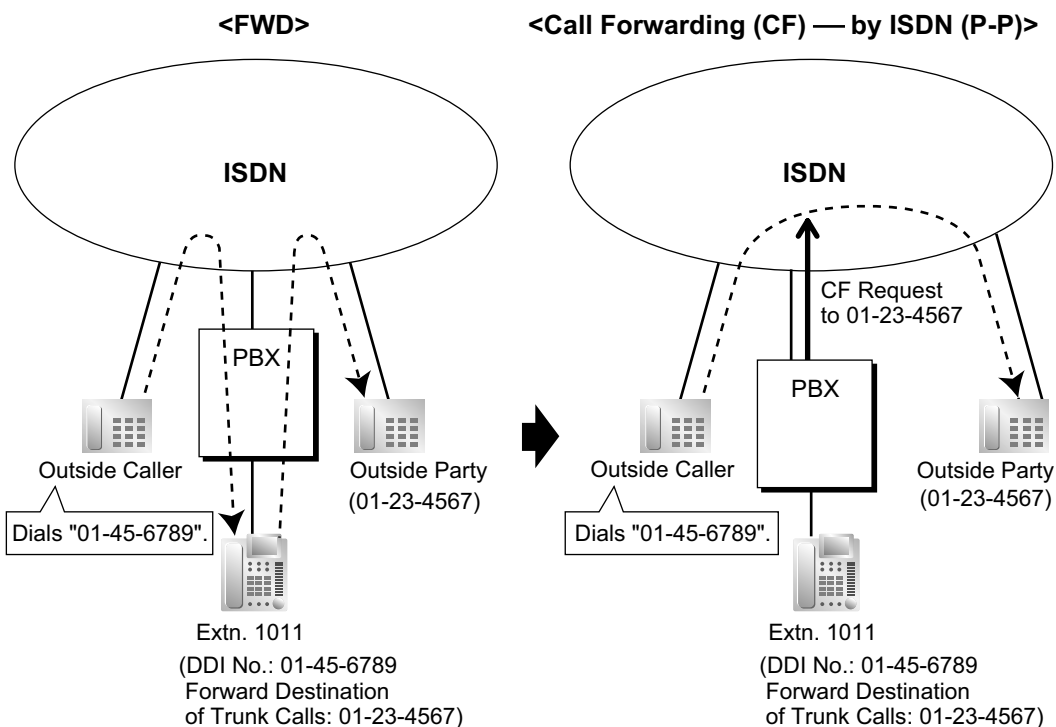 <FWD>
ISDN
PBX
Outside Caller
Dials "01-45-6789".
Outside Party
(01-23-4567)
Extn. 1011
(DDI No.: 01-45-6789
Forward Destination
of Trunk Calls: 01-23-4567)
<Call Forwarding (CF) — by ISDN (P-P)>
ISDN
CF Request
to 01-23-4567
PBX
Outside Caller
Dials "01-45-6789".
Outside Party
(01-23-4567)
Extn. 1011
(DDI No.: 01-45-6789
Forward Destination
of Trunk Calls: 01-23-4567)